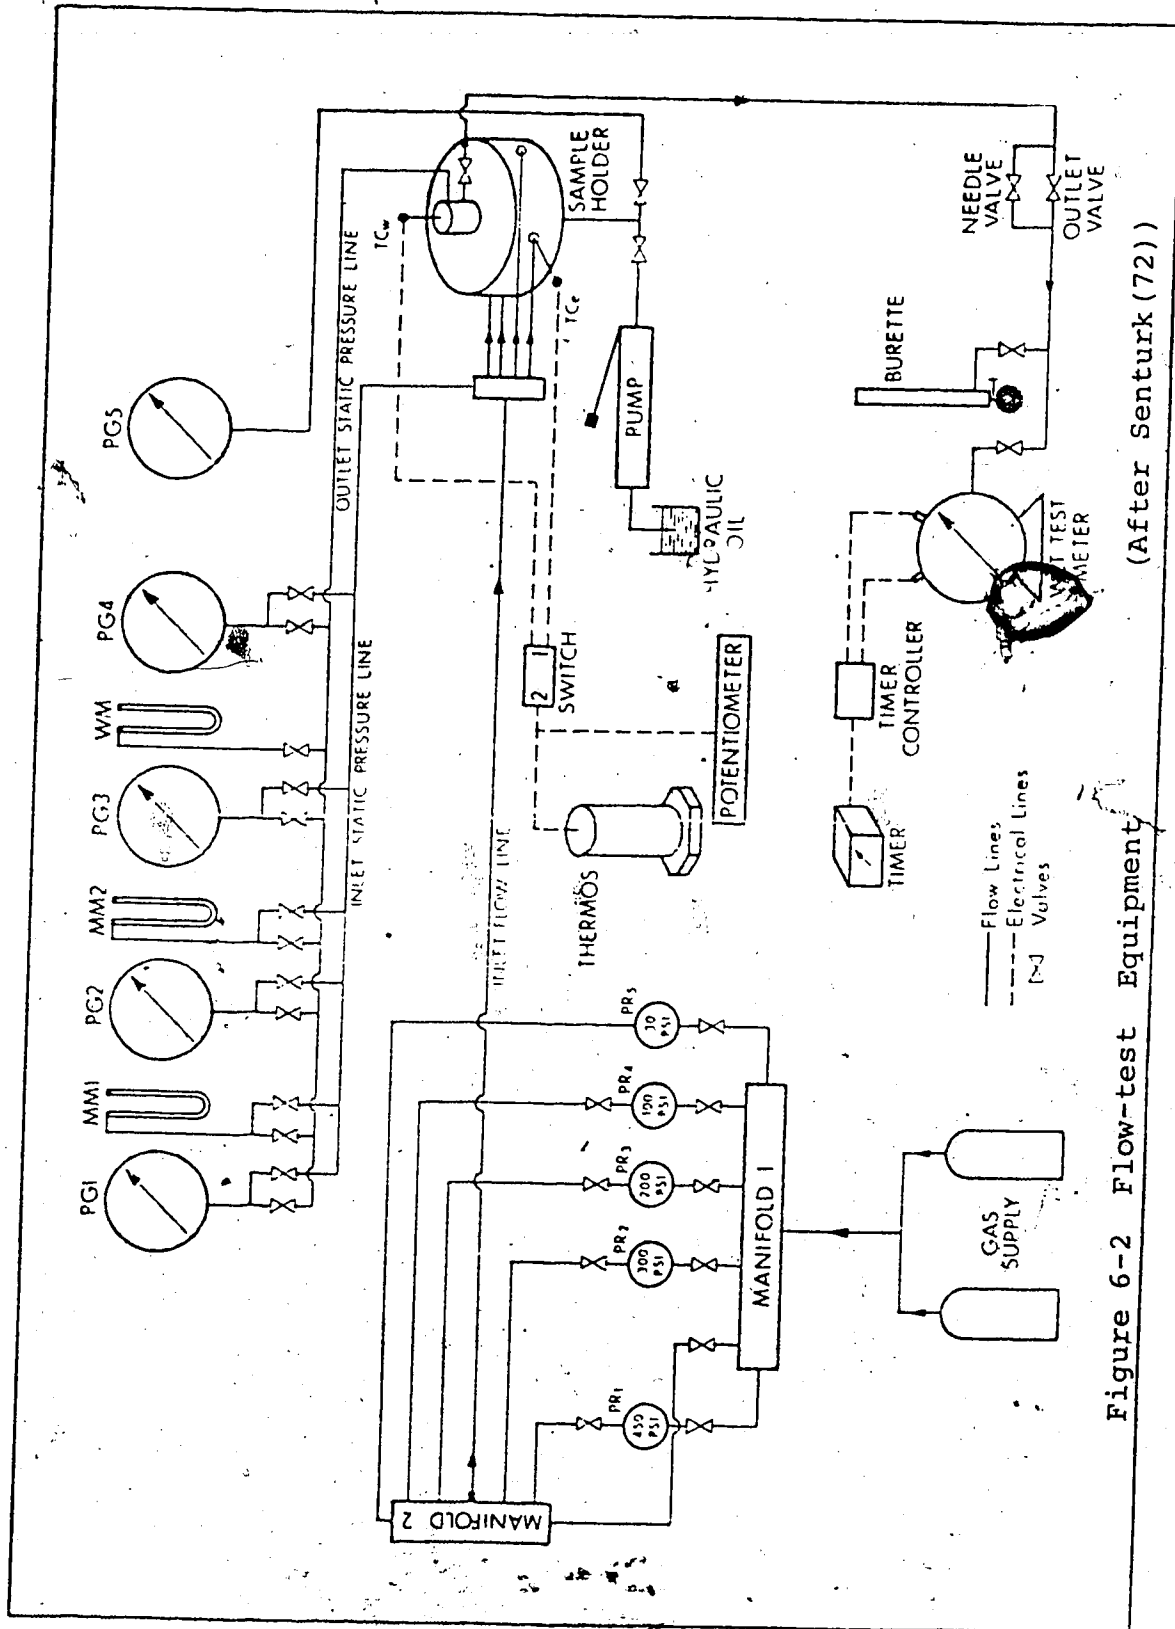 PG1
MM1
PG2
MM2
PG3
WM
PG4
PG5
OUTLET STATIC PRESSURE LINE
INLET STATIC PRESSURE LINE
INLET FLOW LINE
TCw
TCe
SAMPLE
HOLDER
MANIFOLD 2
PR1
450
PSI
PR2
300
PSI
PR3
200
PSI
PR4
100
PSI
PR5
30
PSI
MANIFOLD 1
GAS
SUPPLY
THERMOS
POTENTIOMETER
2 1
SWITCH
PUMP
HYDRAULIC
OIL
NEEDLE
VALVE
OUTLET
VALVE
BURETTE
TEST
METER
TIMER
CONTROLLER
TIMER
Flow Lines
Electrical Lines
Valves
Figure 6-2 Flow-test Equipment
(After Senturk(72))